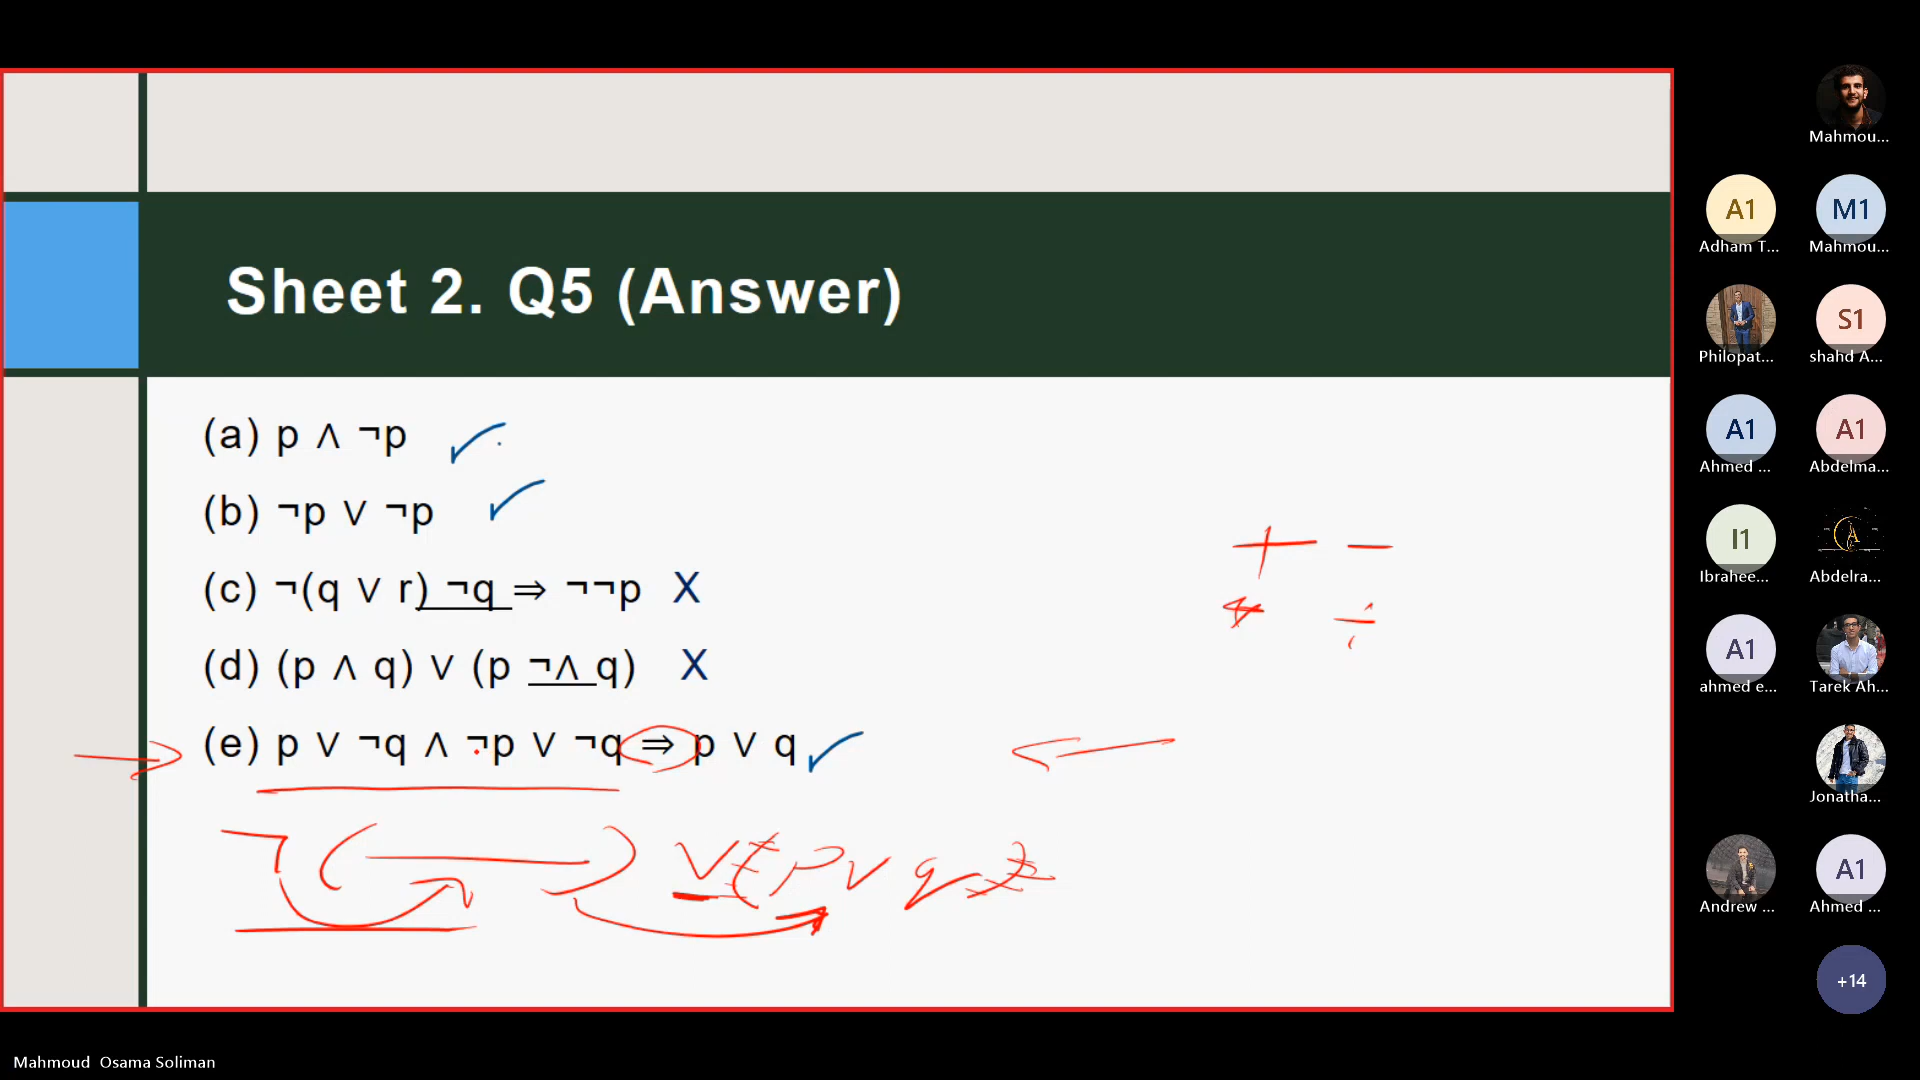 Sheet 2. Q5 (Answer)
(a) p ∧ ¬p ✓
(b) ¬p ∨ ¬p ✓
(c) ¬(q ∨ r) ¬q ⇒ ¬¬p X
(d) (p ∧ q) ∨ (p ¬∧ q) X
(e) p ∨ ¬q ∧ ¬p ∨ ¬q ⇒ p ∨ q ✓
¬ ( — ) ∨ ( p ∨ q )
+ −
* ÷
Mahmou...
A1
Adham T...
M1
Mahmou...
Philopat...
S1
shahd A...
A1
Ahmed ...
A1
Abdelma...
I1
Ibrahee...
A
Abdelra...
A1
ahmed e...
Tarek Ah...
Jonatha...
Andrew ...
A1
Ahmed ...
+14
Mahmoud Osama Soliman